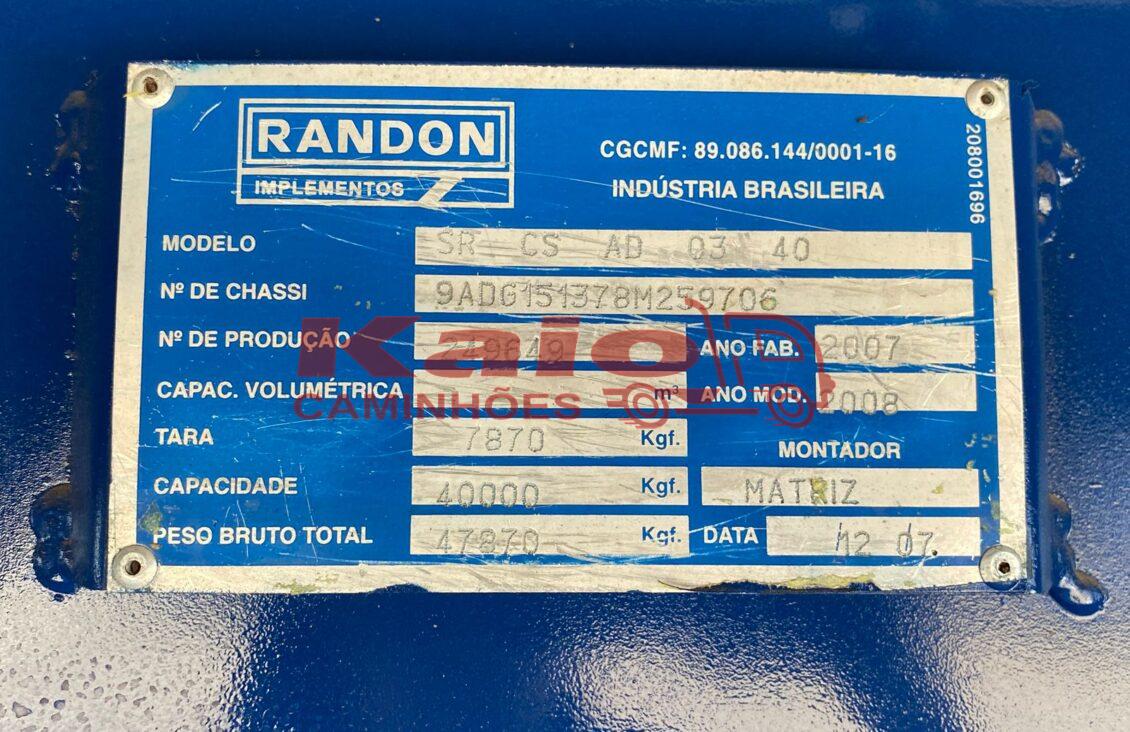 RANDON
IMPLEMENTOS
CGCMF: 89.086.144/0001-16
INDÚSTRIA BRASILEIRA
208001696
MODELO SR CS AD 03 40
Nº DE CHASSI 9ADG151378M259706
Nº DE PRODUÇÃO 249649 ANO FAB. 2007
CAPAC. VOLUMÉTRICA m³ ANO MOD. 2008
Kaio
CAMINHÕES
TARA 7870 Kgf.
MONTADOR
CAPACIDADE 40000 Kgf. MATRIZ
PESO BRUTO TOTAL 47870 Kgf. DATA /12 07